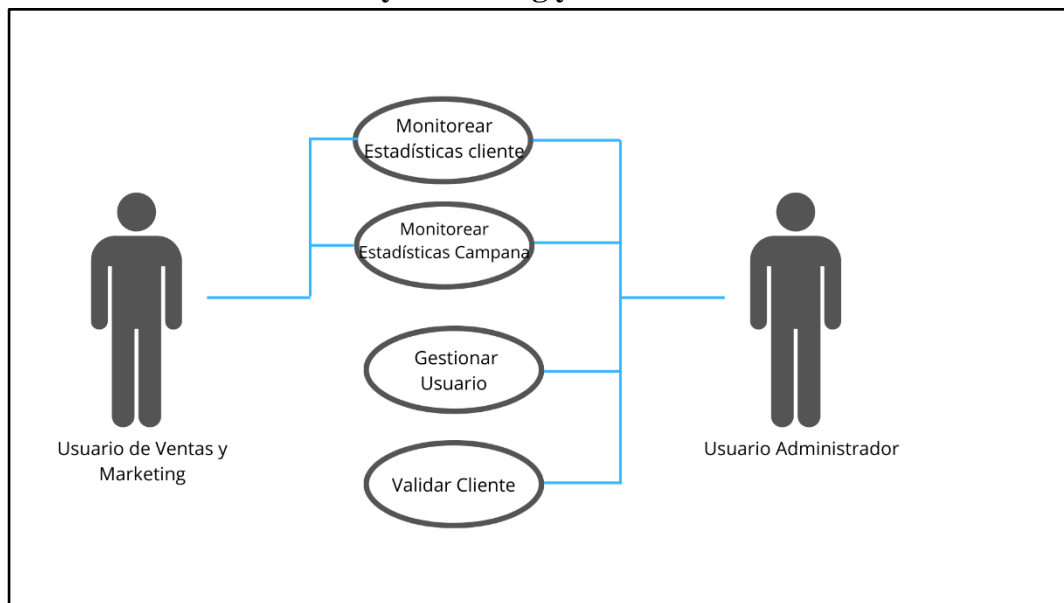 Monitorear
Estadísticas cliente
Monitorear
Estadísticas Campana
Gestionar
Usuario
Validar Cliente
Usuario de Ventas y
Marketing
Usuario Administrador